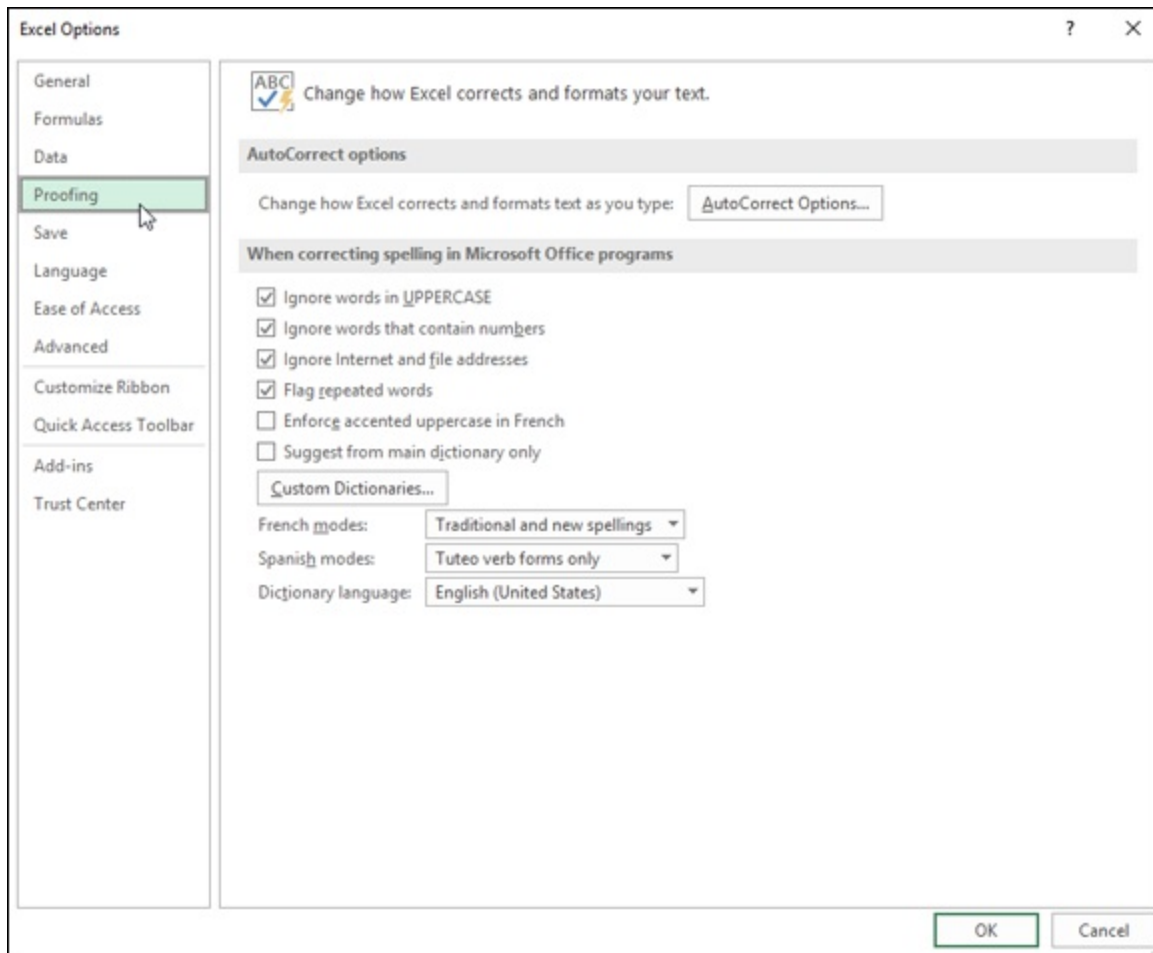 Excel Options
?
General
Formulas
Data
Proofing
Save
Language
Ease of Access
Advanced
Customize Ribbon
Quick Access Toolbar
Add-ins
Trust Center
ABC
Change how Excel corrects and formats your text.
AutoCorrect options
Change how Excel corrects and formats text as you type: AutoCorrect Options...
When correcting spelling in Microsoft Office programs
Ignore words in UPPERCASE
Ignore words that contain numbers
Ignore Internet and file addresses
Flag repeated words
Enforce accented uppercase in French
Suggest from main dictionary only
Custom Dictionaries...
French modes: Traditional and new spellings
Spanish modes: Tuteo verb forms only
Dictionary language: English (United States)
OK Cancel